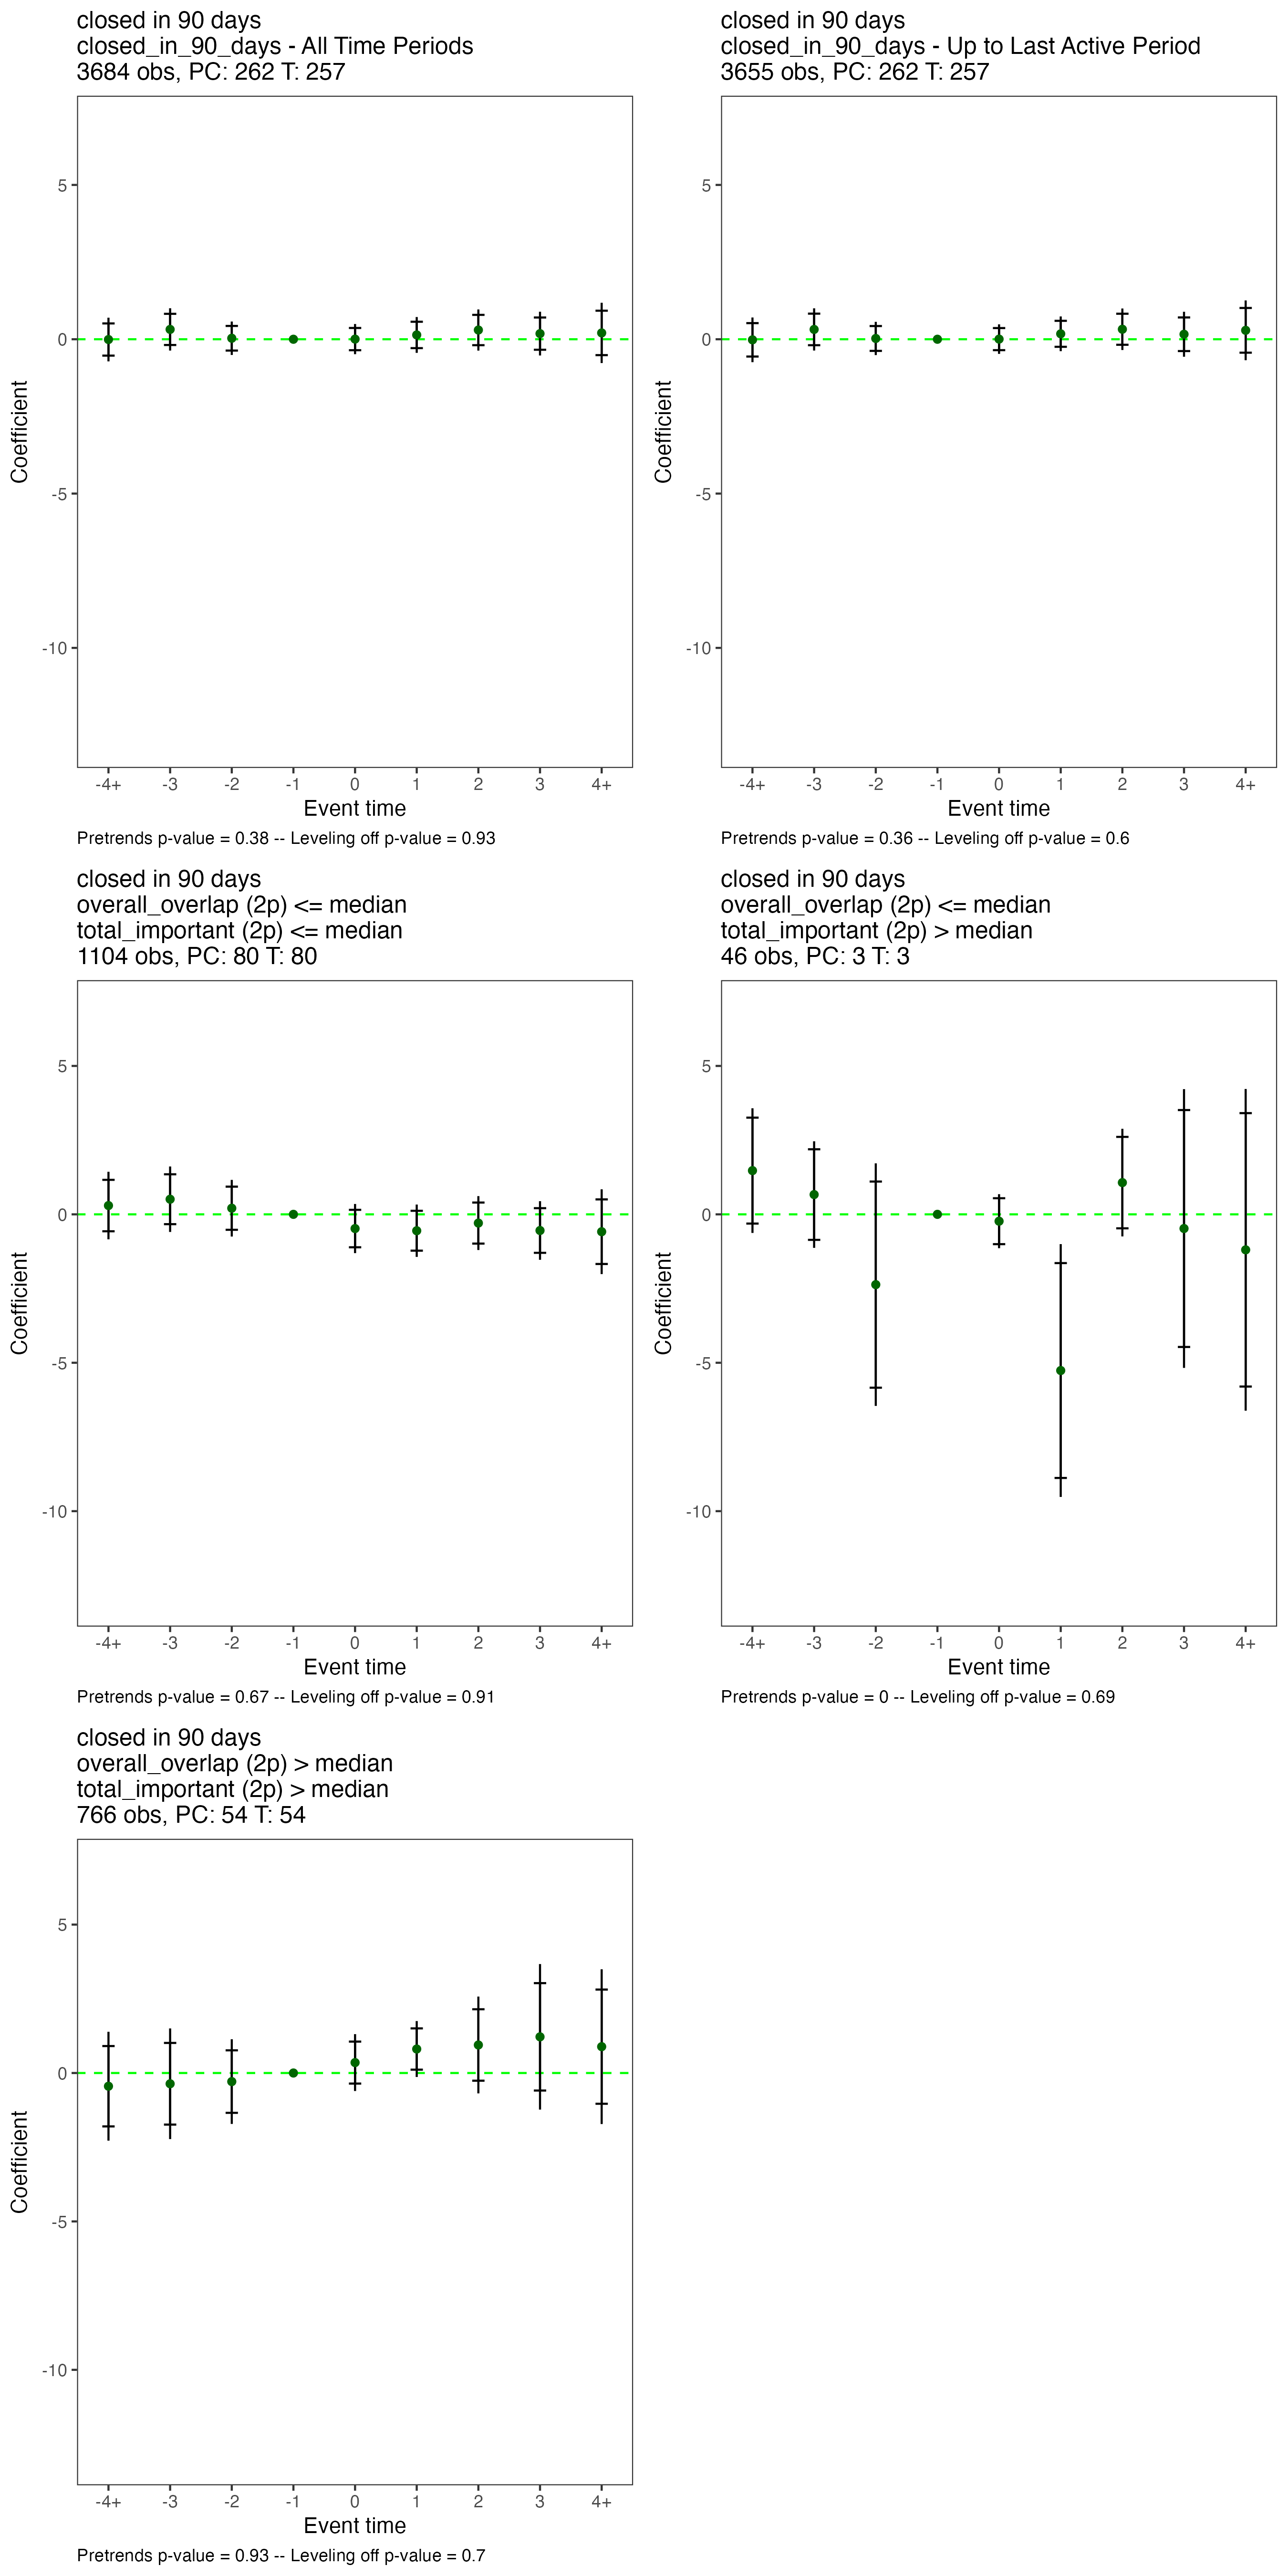 closed in 90 days
closed_in_90_days - All Time Periods
3684 obs, PC: 262 T: 257
5
0
-5
-10
Coefficient
-4+ -3 -2 -1 0 1 2 3 4+
Event time
Pretrends p-value = 0.38 -- Leveling off p-value = 0.93
closed in 90 days
closed_in_90_days - Up to Last Active Period
3655 obs, PC: 262 T: 257
5
0
-5
-10
Coefficient
-4+ -3 -2 -1 0 1 2 3 4+
Event time
Pretrends p-value = 0.36 -- Leveling off p-value = 0.6
closed in 90 days
overall_overlap (2p) <= median
total_important (2p) <= median
1104 obs, PC: 80 T: 80
5
0
-5
-10
Coefficient
-4+ -3 -2 -1 0 1 2 3 4+
Event time
Pretrends p-value = 0.67 -- Leveling off p-value = 0.91
closed in 90 days
overall_overlap (2p) <= median
total_important (2p) > median
46 obs, PC: 3 T: 3
5
0
-5
-10
Coefficient
-4+ -3 -2 -1 0 1 2 3 4+
Event time
Pretrends p-value = 0 -- Leveling off p-value = 0.69
closed in 90 days
overall_overlap (2p) > median
total_important (2p) > median
766 obs, PC: 54 T: 54
5
0
-5
-10
Coefficient
-4+ -3 -2 -1 0 1 2 3 4+
Event time
Pretrends p-value = 0.93 -- Leveling off p-value = 0.7